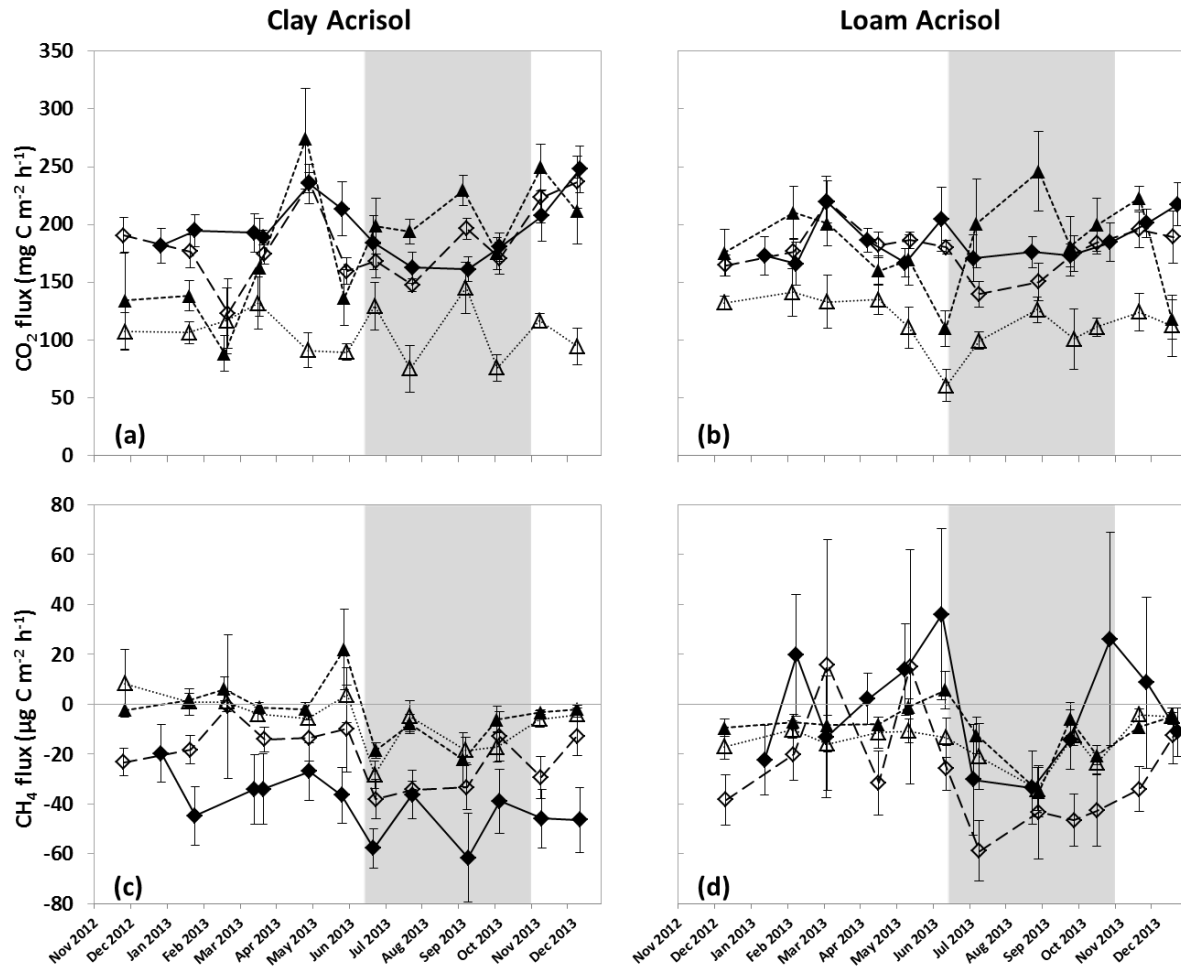 Clay Acrisol
Loam Acrisol
CO₂ flux (mg C m⁻² h⁻¹)
350
300
250
200
150
100
50
0
(a)
(b)
CH₄ flux (µg C m⁻² h⁻¹)
80
60
40
20
0
-20
-40
-60
-80
(c)
(d)
Nov 2012
Dec 2012
Jan 2013
Feb 2013
Mar 2013
Apr 2013
May 2013
Jun 2013
Jul 2013
Aug 2013
Sep 2013
Oct 2013
Nov 2013
Dec 2013
Nov 2012
Dec 2012
Jan 2013
Feb 2013
Mar 2013
Apr 2013
May 2013
Jun 2013
Jul 2013
Aug 2013
Sep 2013
Oct 2013
Nov 2013
Dec 2013